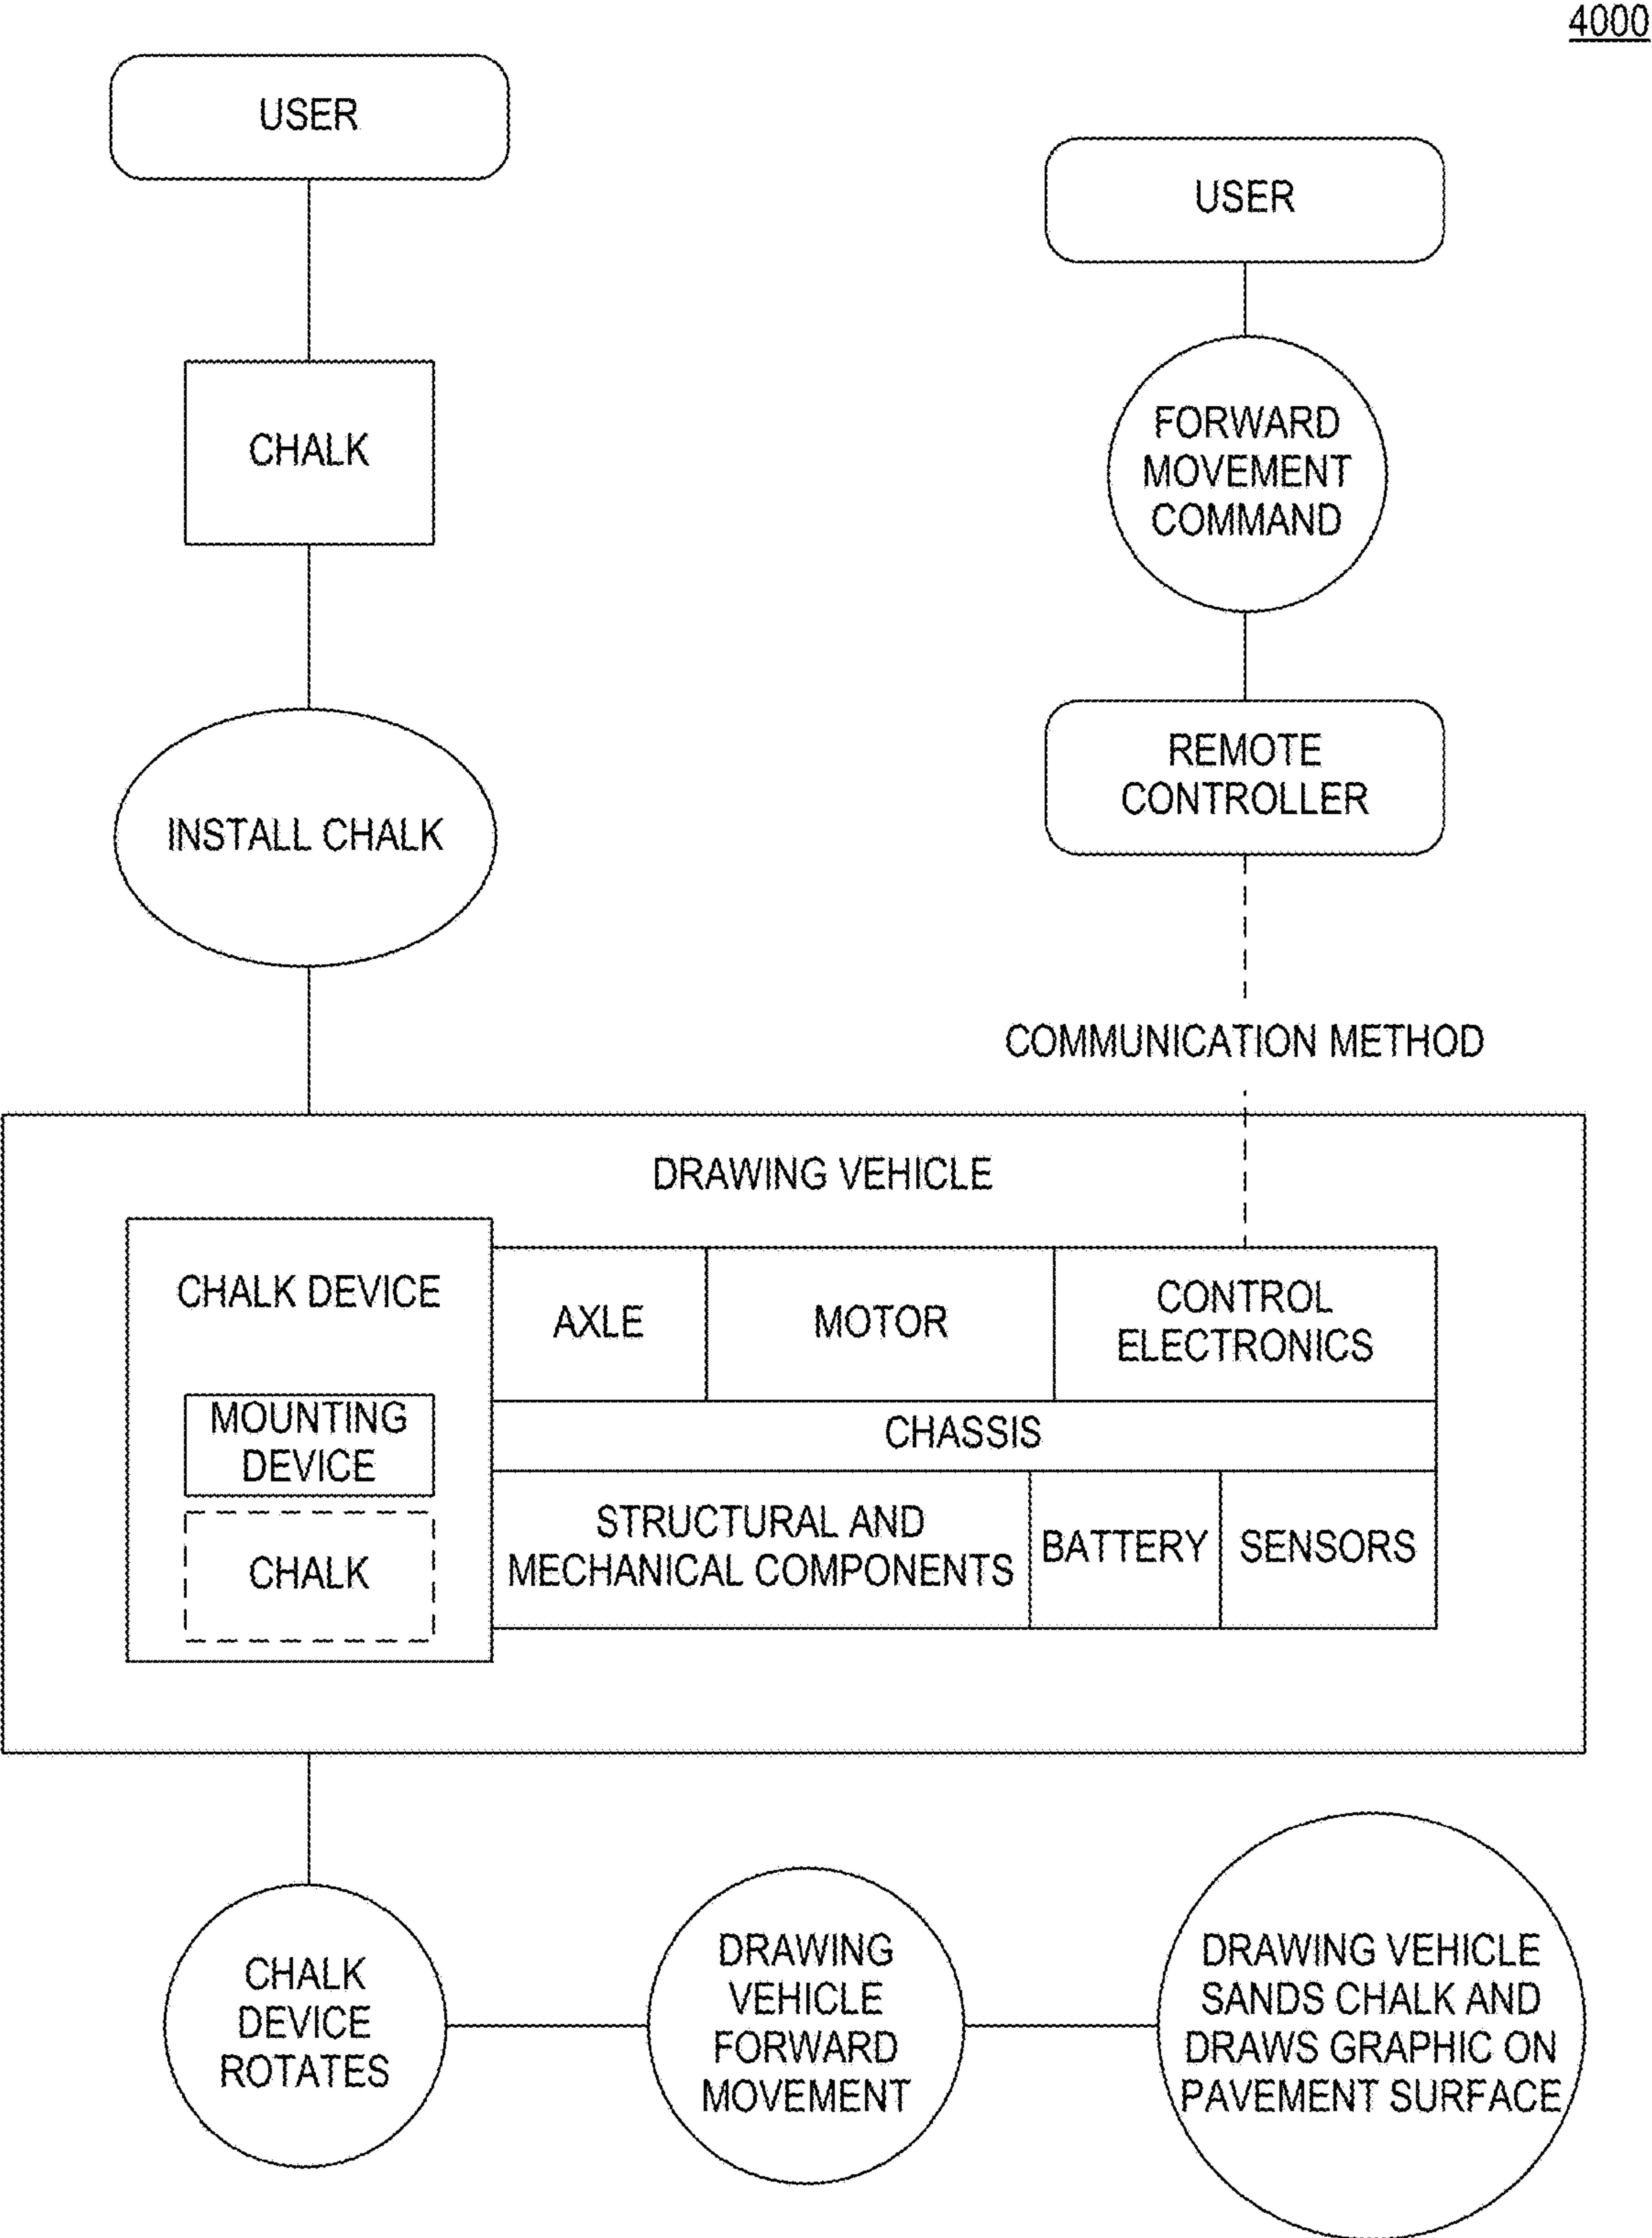 4000
USER
USER
CHALK
FORWARD
MOVEMENT
COMMAND
INSTALL CHALK
REMOTE
CONTROLLER
COMMUNICATION METHOD
DRAWING VEHICLE
CHALK DEVICE
MOUNTING
DEVICE
CHALK
AXLE
MOTOR
CONTROL
ELECTRONICS
CHASSIS
STRUCTURAL AND
MECHANICAL COMPONENTS
BATTERY
SENSORS
CHALK
DEVICE
ROTATES
DRAWING
VEHICLE
FORWARD
MOVEMENT
DRAWING VEHICLE
SANDS CHALK AND
DRAWS GRAPHIC ON
PAVEMENT SURFACE